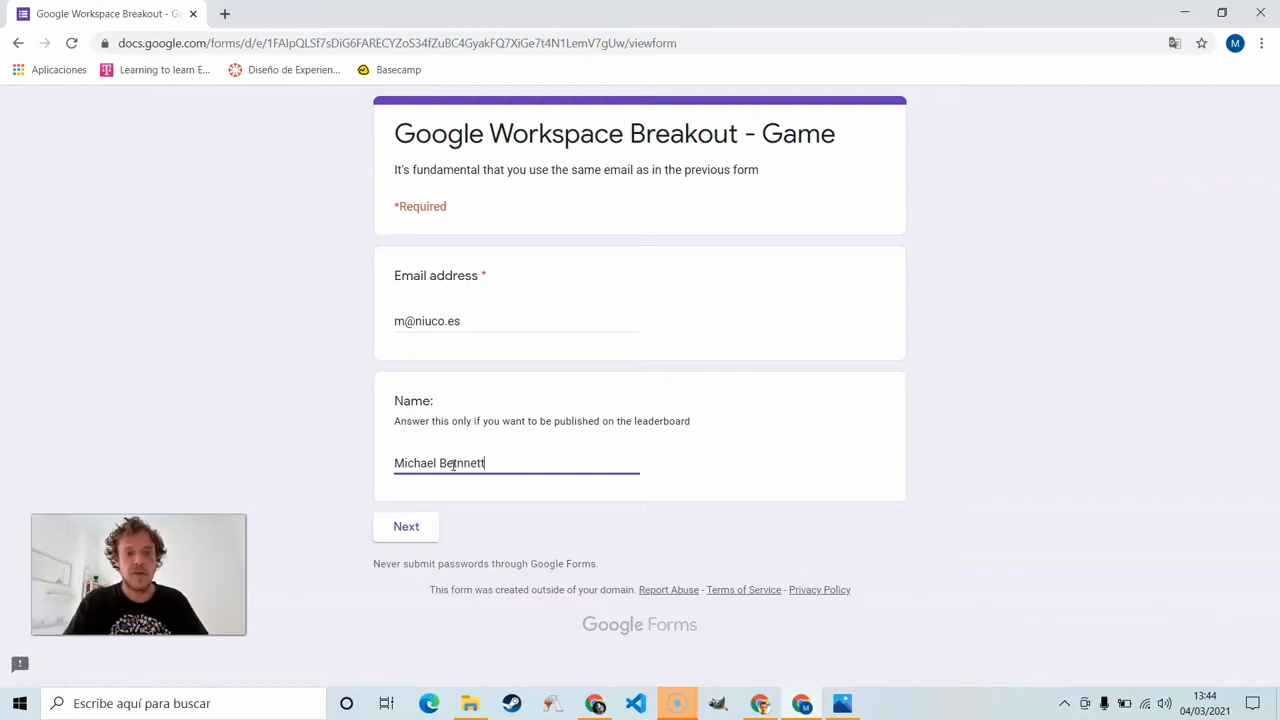 Google Workspace Breakout - G
docs.google.com/forms/d/e/1FAIpQLSf7sDiG6FARECYZoS34fZuBC4GyakFQ7XiGe7t4N1LemV7gUw/viewform
M
Aplicaciones
Learning to learn E...
Diseño de Experien...
Basecamp
Google Workspace Breakout - Game
It's fundamental that you use the same email as in the previous form
*Required
Email address *
m@niuco.es
Name:
Answer this only if you want to be published on the leaderboard
Michael Bennett
Next
Never submit passwords through Google Forms.
This form was created outside of your domain. Report Abuse - Terms of Service - Privacy Policy
Google Forms
Escribe aquí para buscar
13:44
04/03/2021